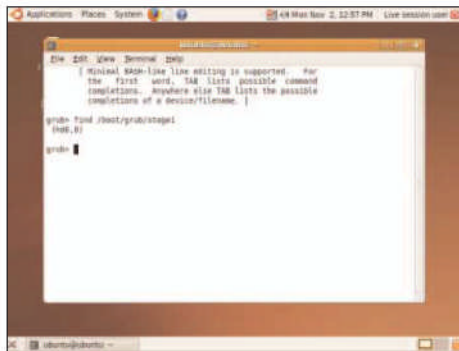 Applications Places System Mon Nov 2, 12:57 PM Live session user
File Edit View Terminal Help
[ Minimal BASH-like line editing is supported. For
the first word, TAB lists possible command
completions. Anywhere else TAB lists the possible
completions of a device/filename. ]
grub> find /boot/grub/stage1
(hd0,0)
grub>
ubuntu@ubuntu: ~